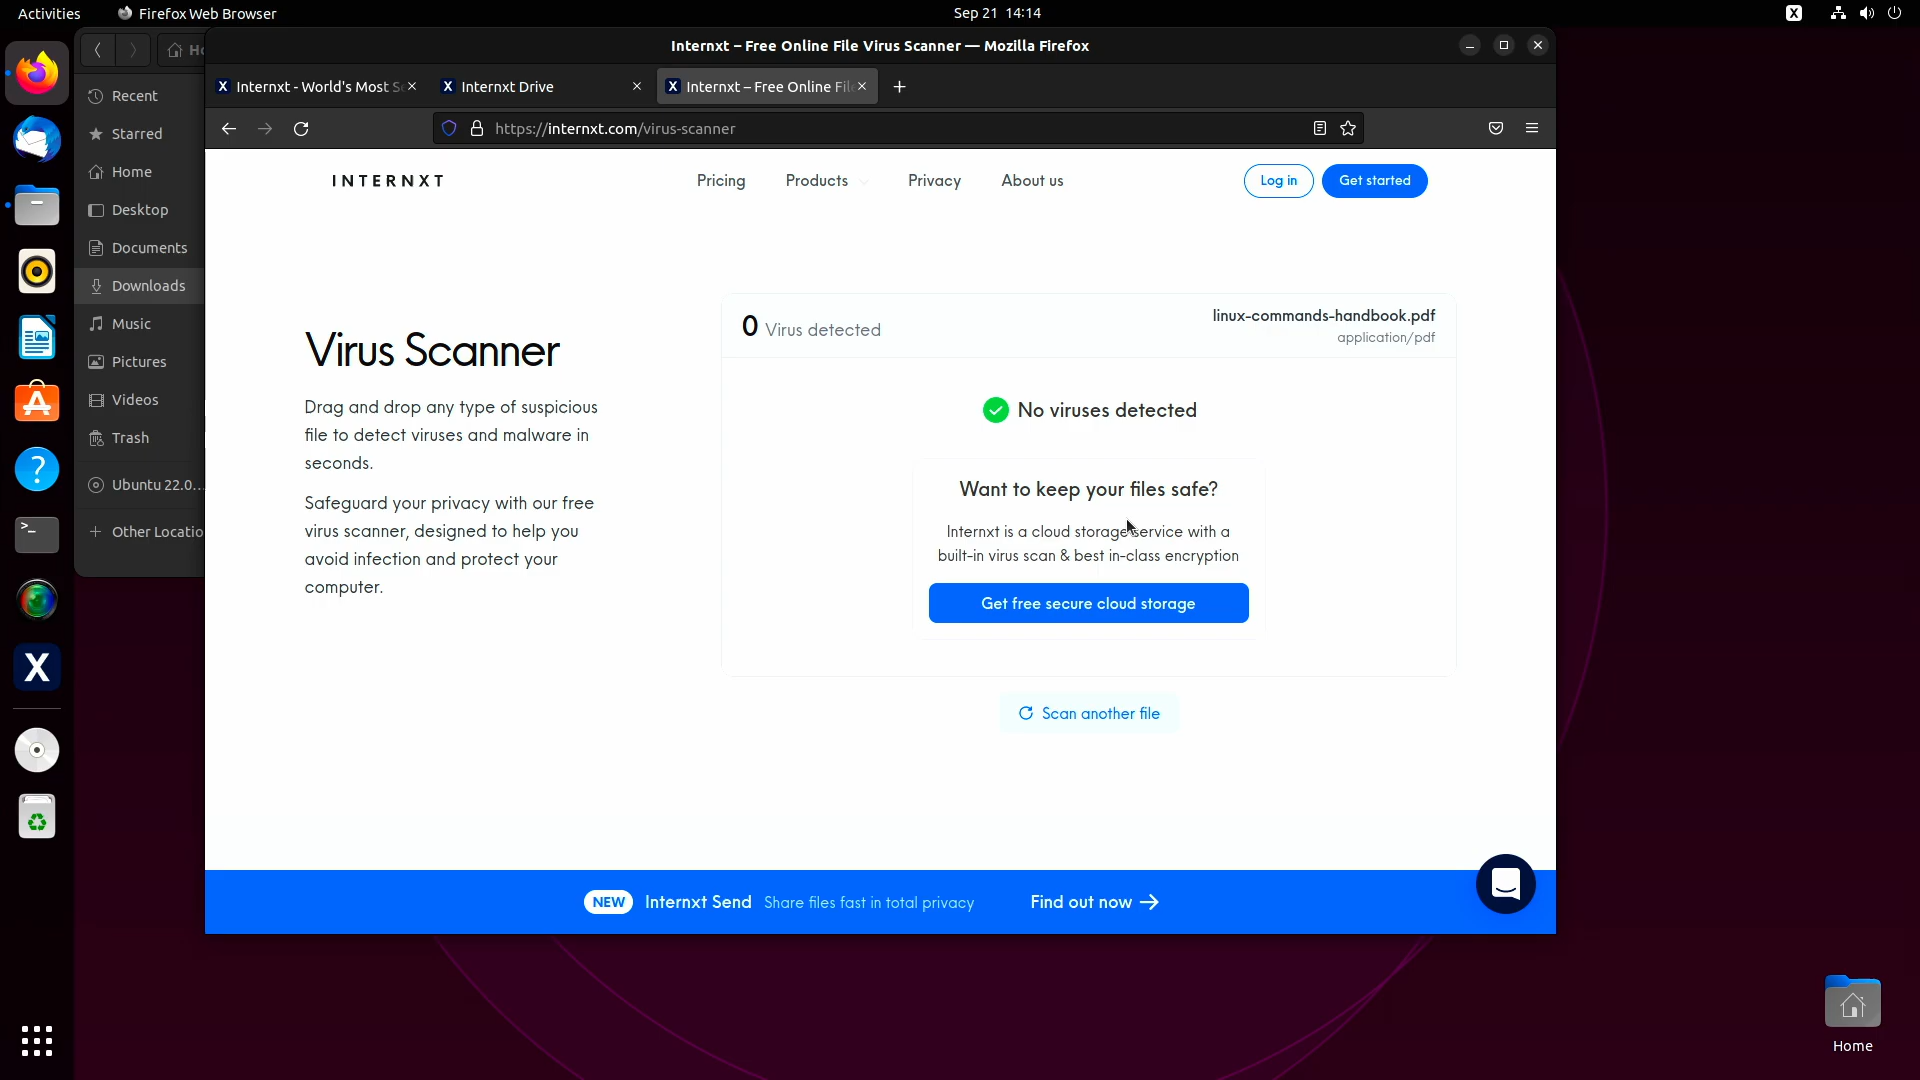 Activities
Firefox Web Browser
Sep 21 14:14
X
Internxt – Free Online File Virus Scanner — Mozilla Firefox
X Internxt - World's Most S
X Internxt Drive
X Internxt – Free Online Fil
https://internxt.com/virus-scanner
Recent
Starred
Home
Desktop
Documents
Downloads
Music
Pictures
Videos
Trash
Ubuntu 22.0...
Other Locatio
INTERNXT
Pricing
Products
Privacy
About us
Log in
Get started
Virus Scanner
Drag and drop any type of suspicious
file to detect viruses and malware in
seconds.
Safeguard your privacy with our free
virus scanner, designed to help you
avoid infection and protect your
computer.
0 Virus detected
linux-commands-handbook.pdf
application/pdf
No viruses detected
Want to keep your files safe?
Internxt is a cloud storage service with a
built-in virus scan & best in-class encryption
Get free secure cloud storage
Scan another file
NEW Internxt Send Share files fast in total privacy
Find out now
X
Home